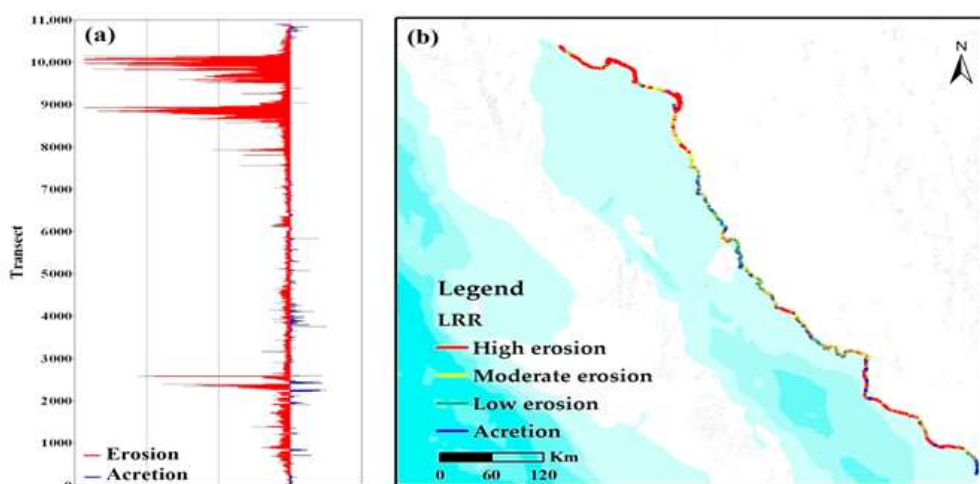 (a)
11,000
10,000
9000
8000
7000
6000
5000
4000
3000
2000
1000
0
Transect
Erosion
Acretion
(b)
N
Legend
LRR
High erosion
Moderate erosion
Low erosion
Acretion
Km
0 60 120